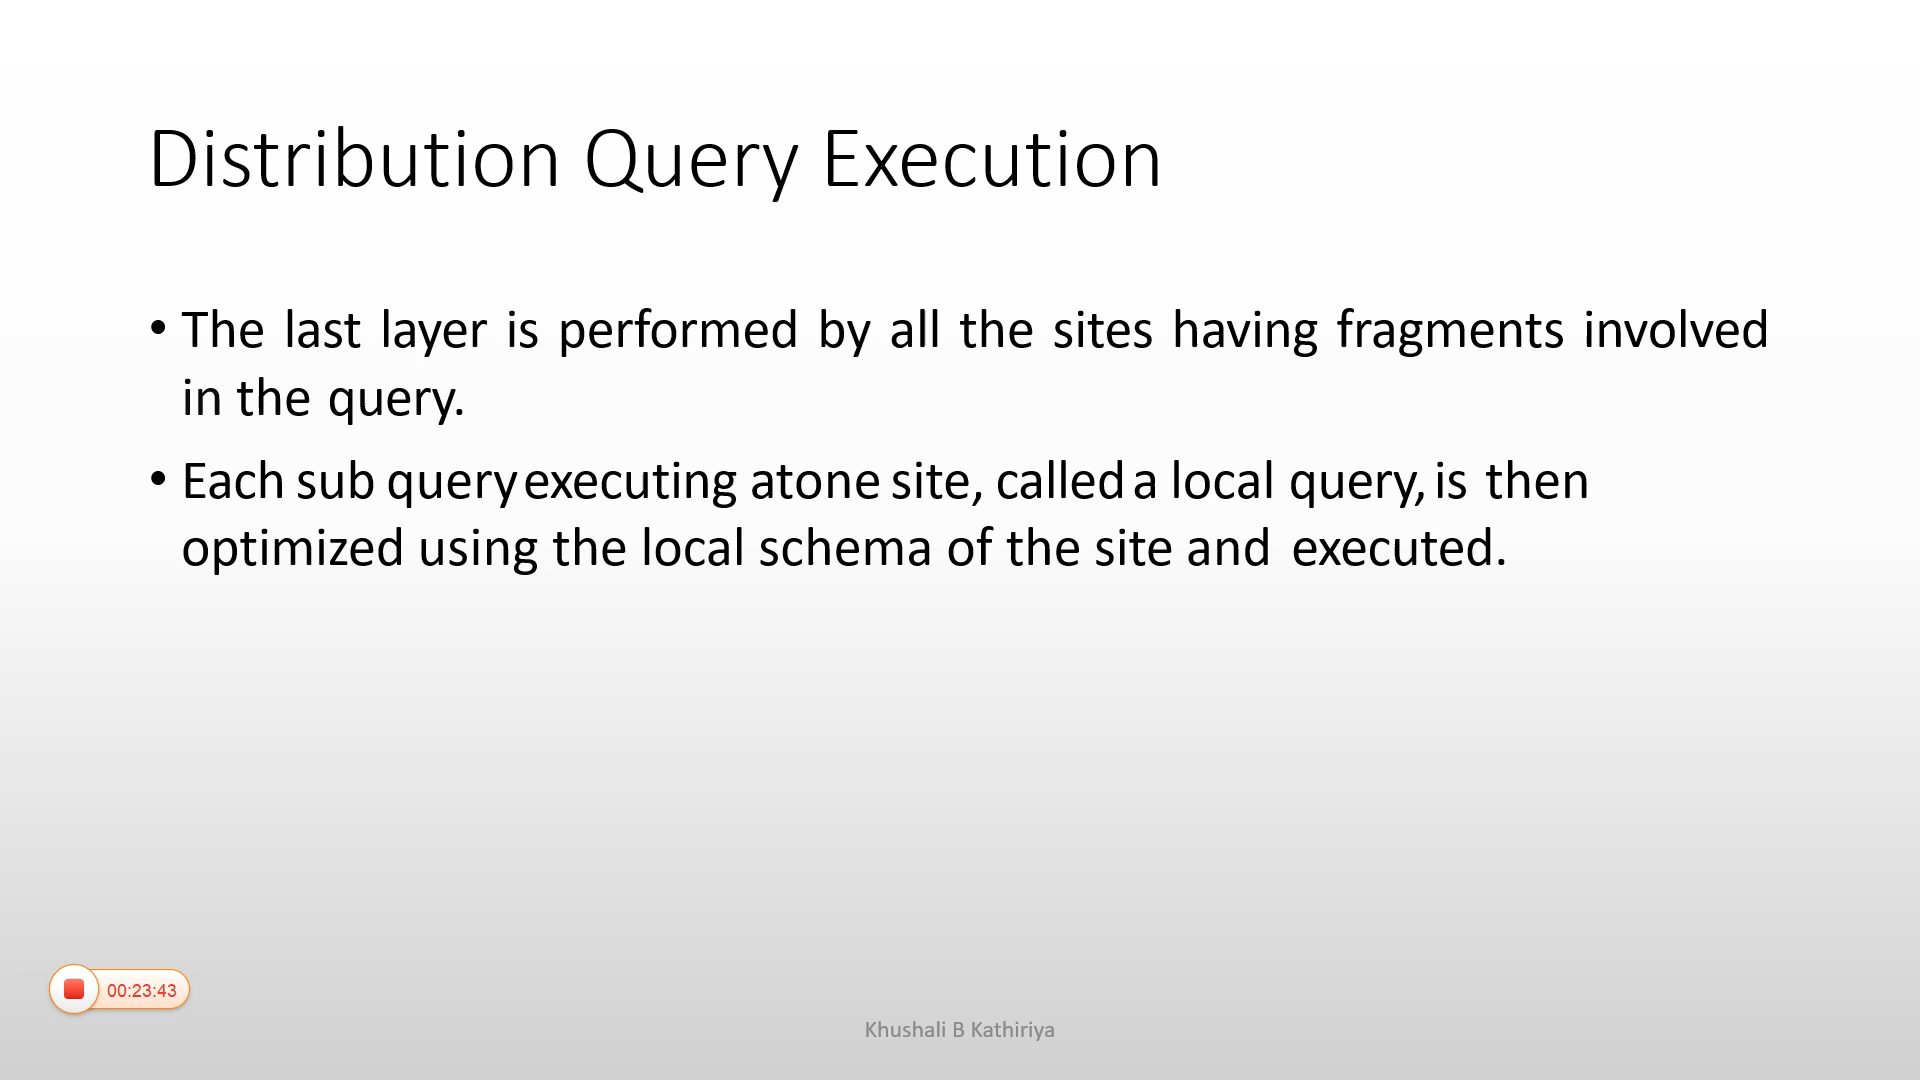 Distribution Query Execution
• The last layer is performed by all the sites having fragments involved
in the query.
• Each sub query executing atone site, called a local query, is then
optimized using the local schema of the site and executed.
00:23:43
Khushali B Kathiriya